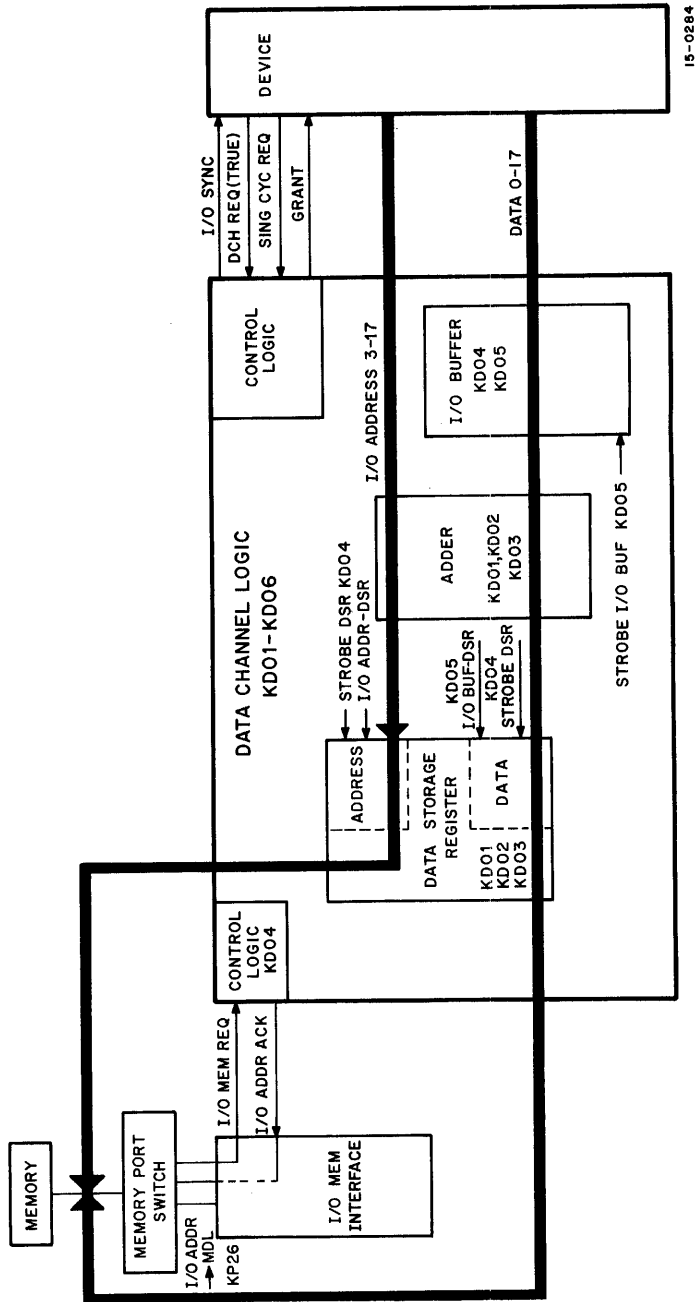 MEMORY
MEMORY PORT
SWITCH
I/O ADDR
MDL
KP26
I/O MEM
INTERFACE
I/O MEM REQ
I/O ADDR ACK
CONTROL
LOGIC
KD04
DATA CHANNEL LOGIC
KD01-KD06
ADDRESS
DATA STORAGE
REGISTER
KD01
KD02
KD03
DATA
STROBE DSR KD04
I/O ADDR-DSR
KD05
I/O BUF-DSR
KD04
STROBE DSR
ADDER
KD01,KD02
KD03
I/O ADDRESS 3-17
CONTROL
LOGIC
I/O BUFFER
KD04
KD05
STROBE I/O BUF KD05
I/O SYNC
DCH REQ(TRUE)
SING CYC REQ
GRANT
DATA 0-17
DEVICE
15-0284